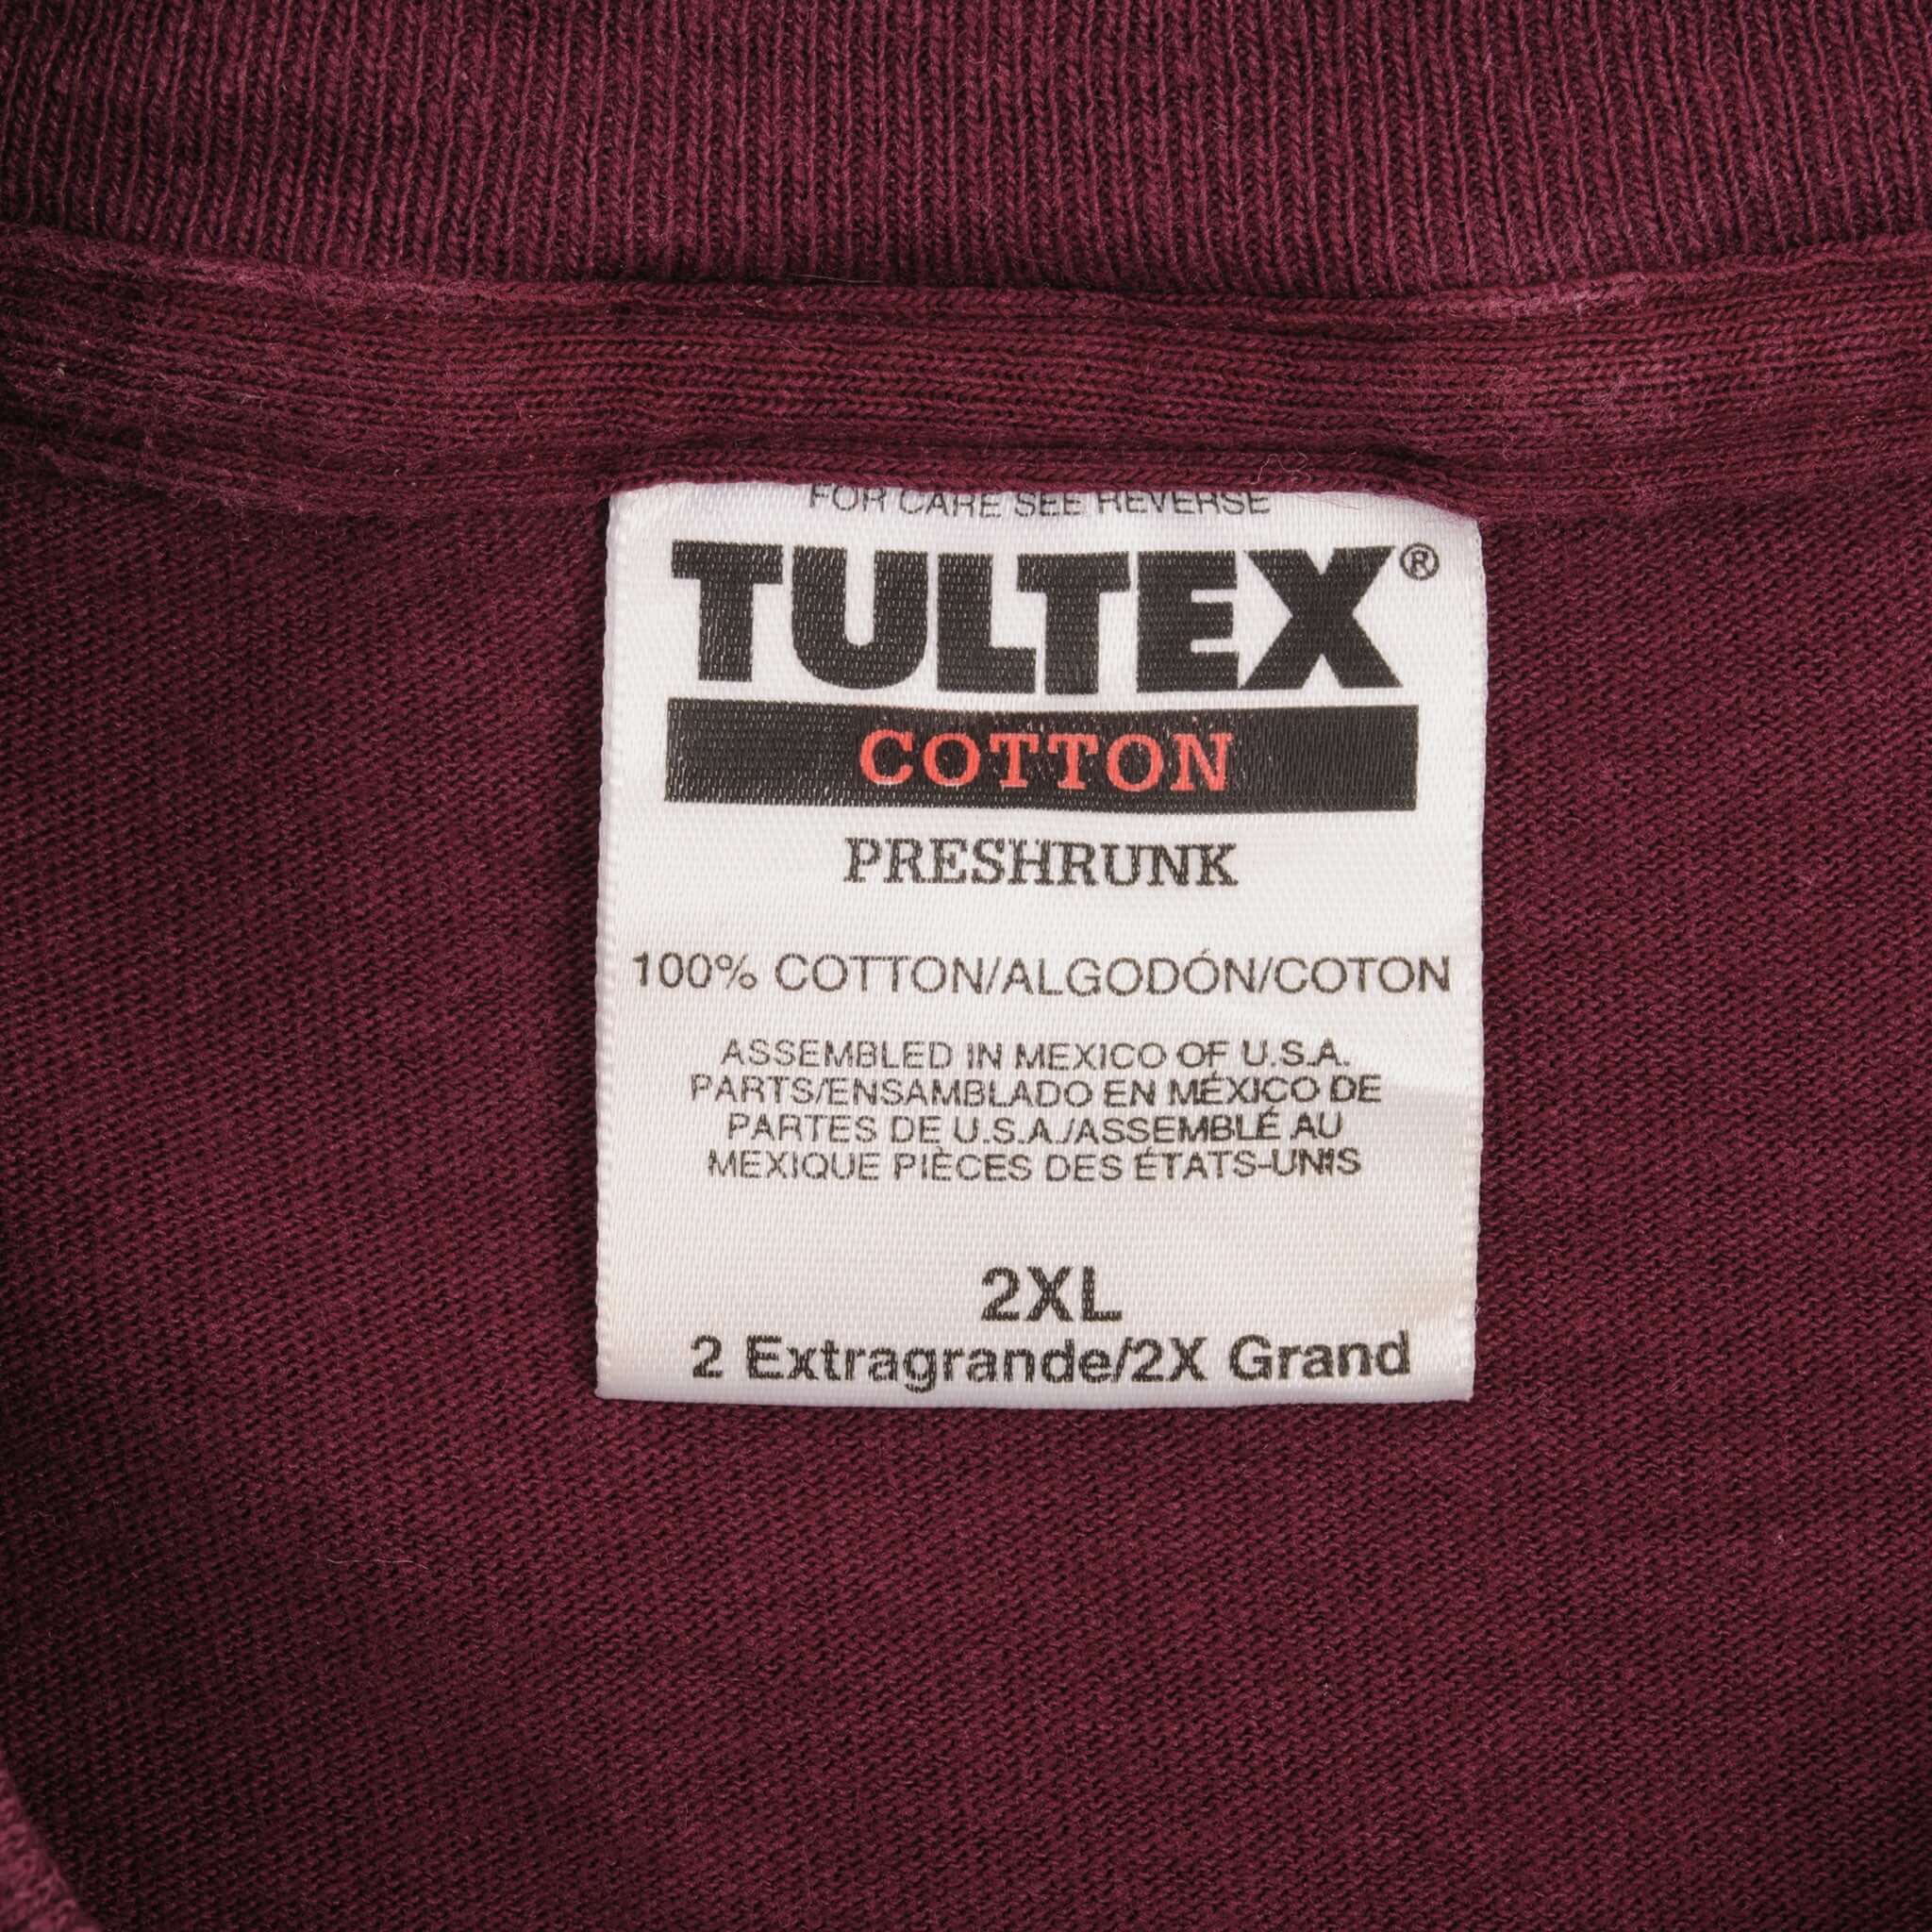 FOR CARE SEE REVERSE
TULTEX®
COTTON
PRESHRUNK
100% COTTON/ALGODÓN/COTON
ASSEMBLED IN MEXICO OF U.S.A.
PARTS/ENSAMBLADO EN MÉXICO DE
PARTES DE U.S.A./ASSEMBLÉ AU
MEXIQUE PIÈCES DES ÉTATS-UNIS
2XL
2 Extragrande/2X Grand